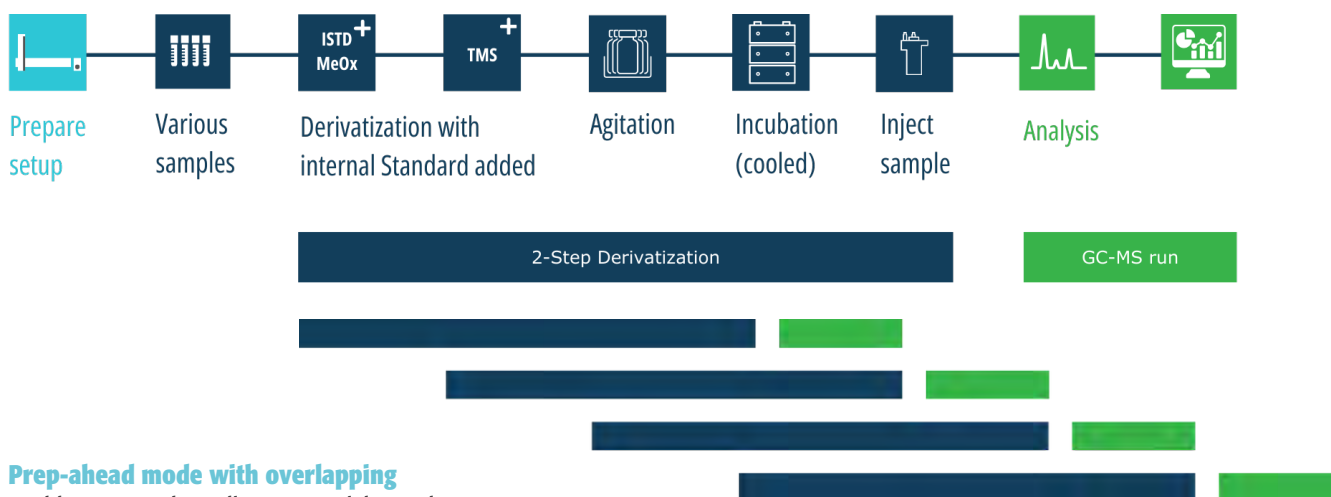 ISTD +
MeOx
TMS +
Prepare
setup
Various
samples
Derivatization with
internal Standard added
Agitation
Incubation
(cooled)
Inject
sample
Analysis
2-Step Derivatization
GC-MS run
Prep-ahead mode with overlapping